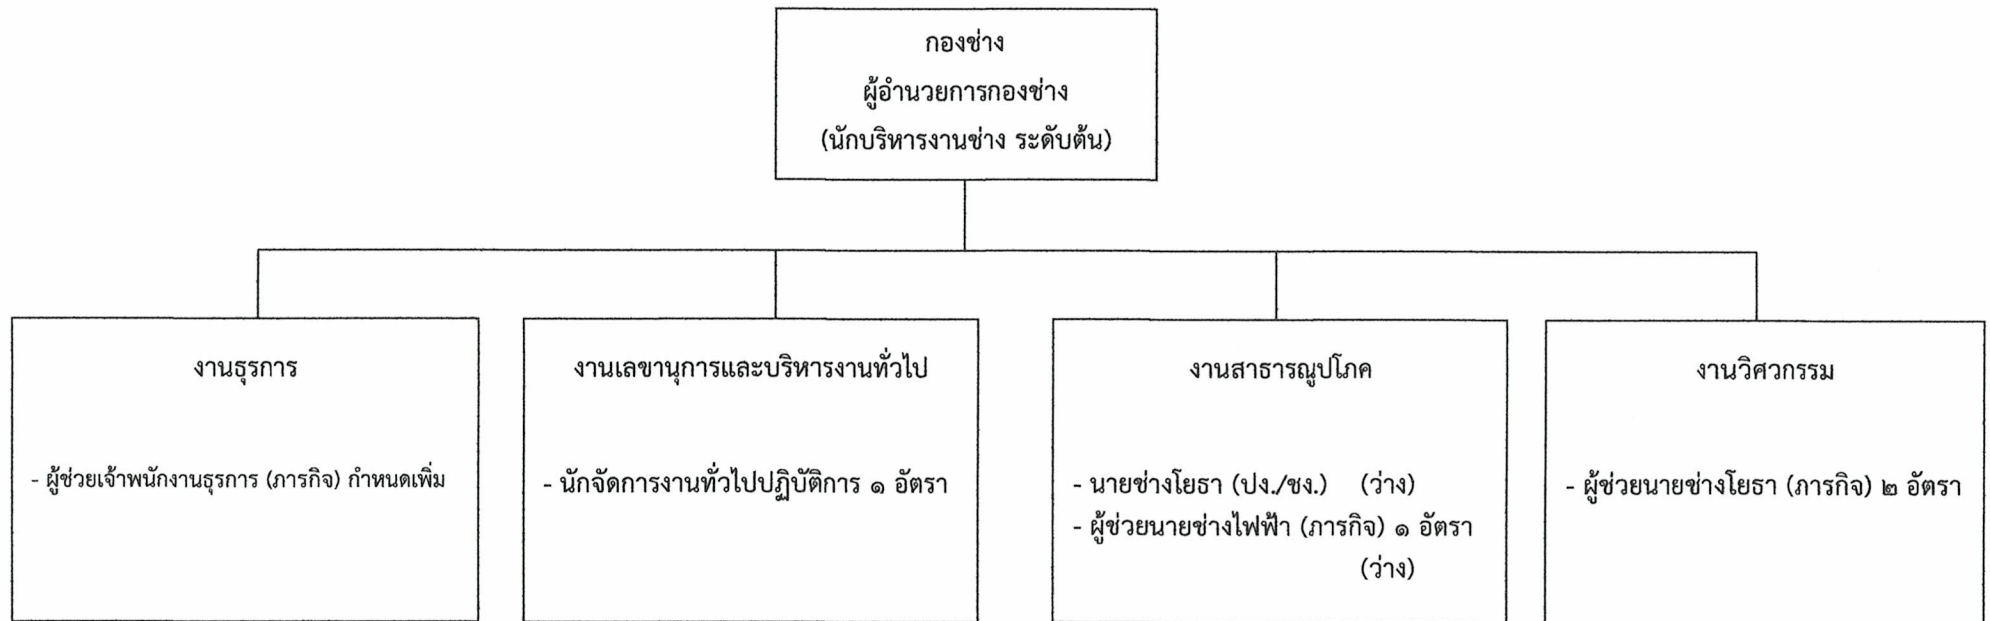 กองช่าง
ผู้อำนวยการกองช่าง
(นักบริหารงานช่าง ระดับต้น)
งานธุรการ
- ผู้ช่วยเจ้าพนักงานธุรการ (ภารกิจ) กำหนดเพิ่ม
งานเลขานุการและบริหารงานทั่วไป
- นักจัดการงานทั่วไปปฏิบัติการ ๑ อัตรา
งานสาธารณูปโภค
- นายช่างโยธา (ปง./ชง.) (ว่าง)
- ผู้ช่วยนายช่างไฟฟ้า (ภารกิจ) ๑ อัตรา
(ว่าง)
งานวิศวกรรม
- ผู้ช่วยนายช่างโยธา (ภารกิจ) ๒ อัตรา